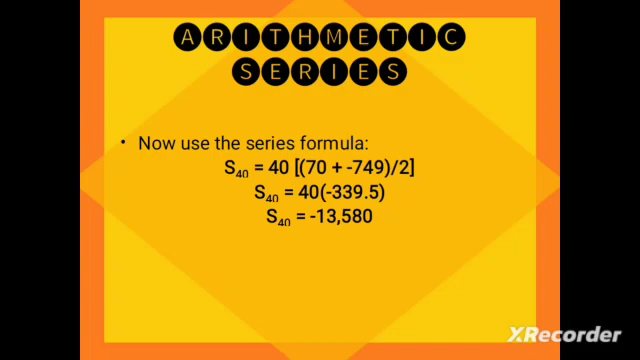 ARITHMETIC
SERIES
• Now use the series formula:
S₄₀ = 40 [(70 + -749)/2]
S₄₀ = 40(-339.5)
S₄₀ = -13,580
XRecorder